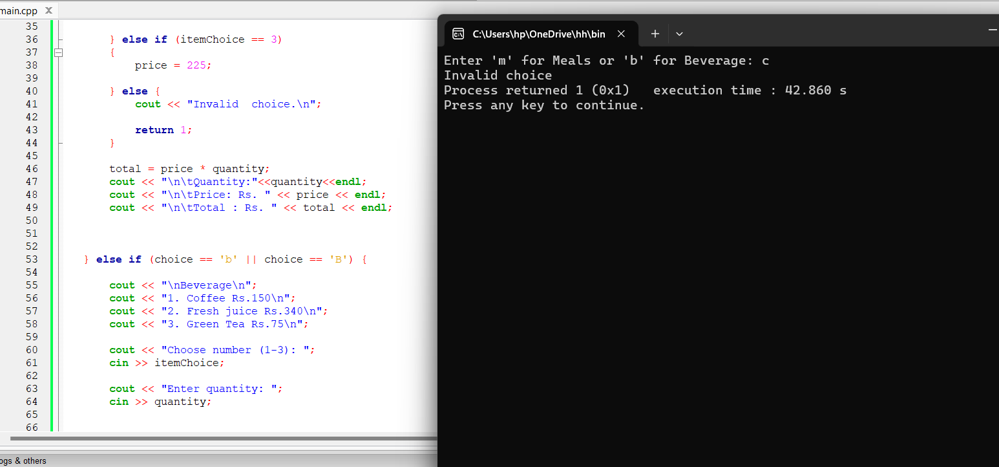 main.cpp
35
36 } else if (itemChoice == 3)
37 {
38 price = 225;
39
40 } else {
41 cout << "Invalid  choice.\n";
42
43 return 1;
44 }
45
46 total = price * quantity;
47 cout << "\n\tQuantity:"<<quantity<<endl;
48 cout << "\n\tPrice: Rs. " << price << endl;
49 cout << "\n\tTotal : Rs. " << total << endl;
50
51
52
53 } else if (choice == 'b' || choice == 'B') {
54
55 cout << "\nBeverage\n";
56 cout << "1. Coffee Rs.150\n";
57 cout << "2. Fresh juice Rs.340\n";
58 cout << "3. Green Tea Rs.75\n";
59
60 cout << "Choose number (1-3): ";
61 cin >> itemChoice;
62
63 cout << "Enter quantity: ";
64 cin >> quantity;
65
66
ogs & others
C:\Users\hp\OneDrive\hh\bin
Enter 'm' for Meals or 'b' for Beverage: c
Invalid choice
Process returned 1 (0x1)   execution time : 42.860 s
Press any key to continue.